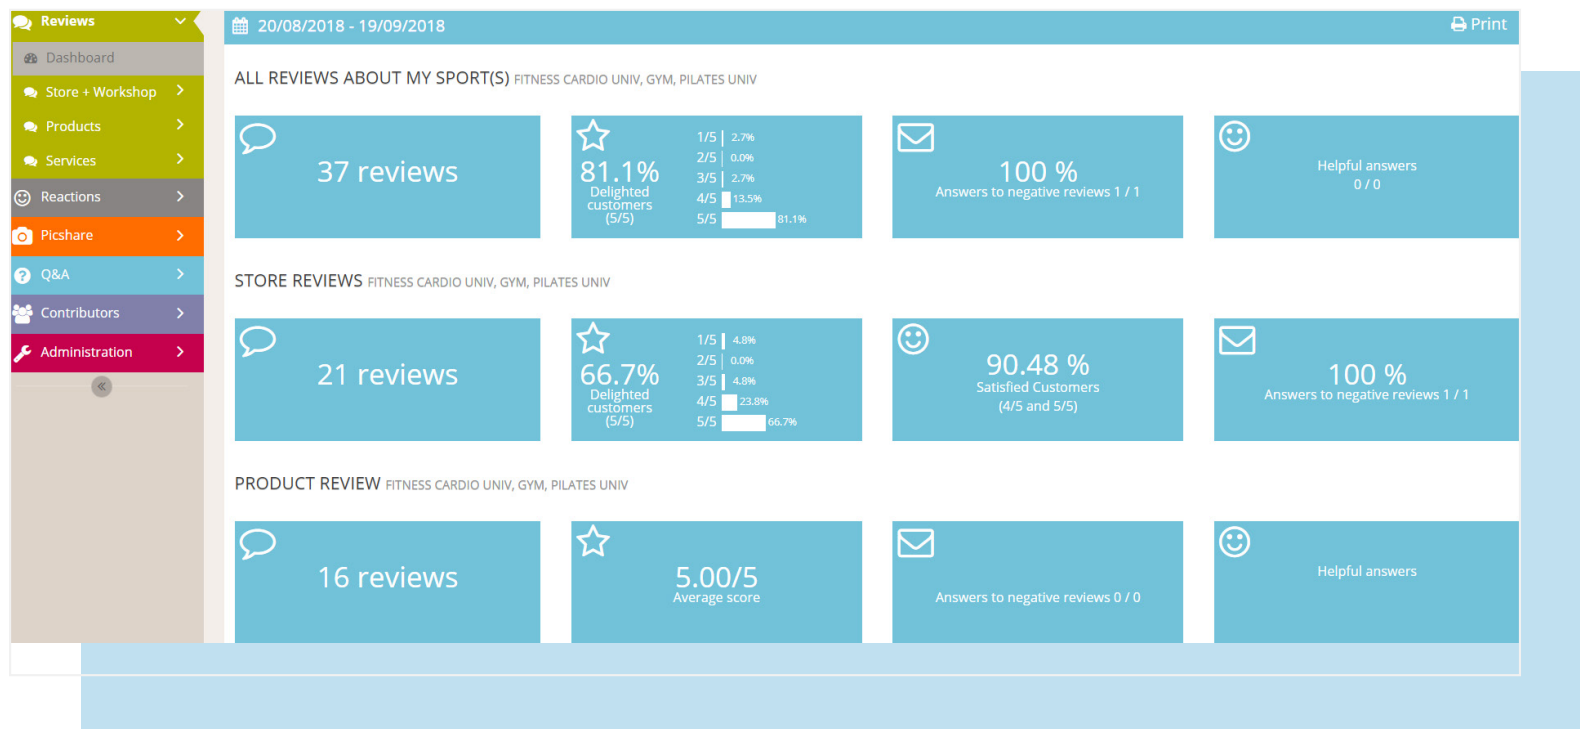 Reviews
Dashboard
Store + Workshop
Products
Services
Reactions
Picshare
Q&A
Contributors
Administration
20/08/2018 - 19/09/2018
Print
ALL REVIEWS ABOUT MY SPORT(S) FITNESS CARDIO UNIV, GYM, PILATES UNIV
37 reviews
81.1%
Delighted
customers
(5/5)
1/5 2.7%
2/5 0.0%
3/5 2.7%
4/5 13.5%
5/5 81.1%
100 %
Answers to negative reviews 1 / 1
Helpful answers
0 / 0
STORE REVIEWS FITNESS CARDIO UNIV, GYM, PILATES UNIV
21 reviews
66.7%
Delighted
customers
(5/5)
1/5 4.8%
2/5 0.0%
3/5 4.8%
4/5 23.8%
5/5 66.7%
90.48 %
Satisfied Customers
(4/5 and 5/5)
100 %
Answers to negative reviews 1 / 1
PRODUCT REVIEW FITNESS CARDIO UNIV, GYM, PILATES UNIV
16 reviews
5.00/5
Average score
Answers to negative reviews 0 / 0
Helpful answers